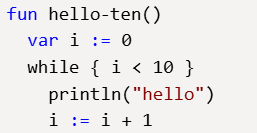 fun hello-ten()
  var i := 0
  while { i < 10 }
    println("hello")
    i := i + 1